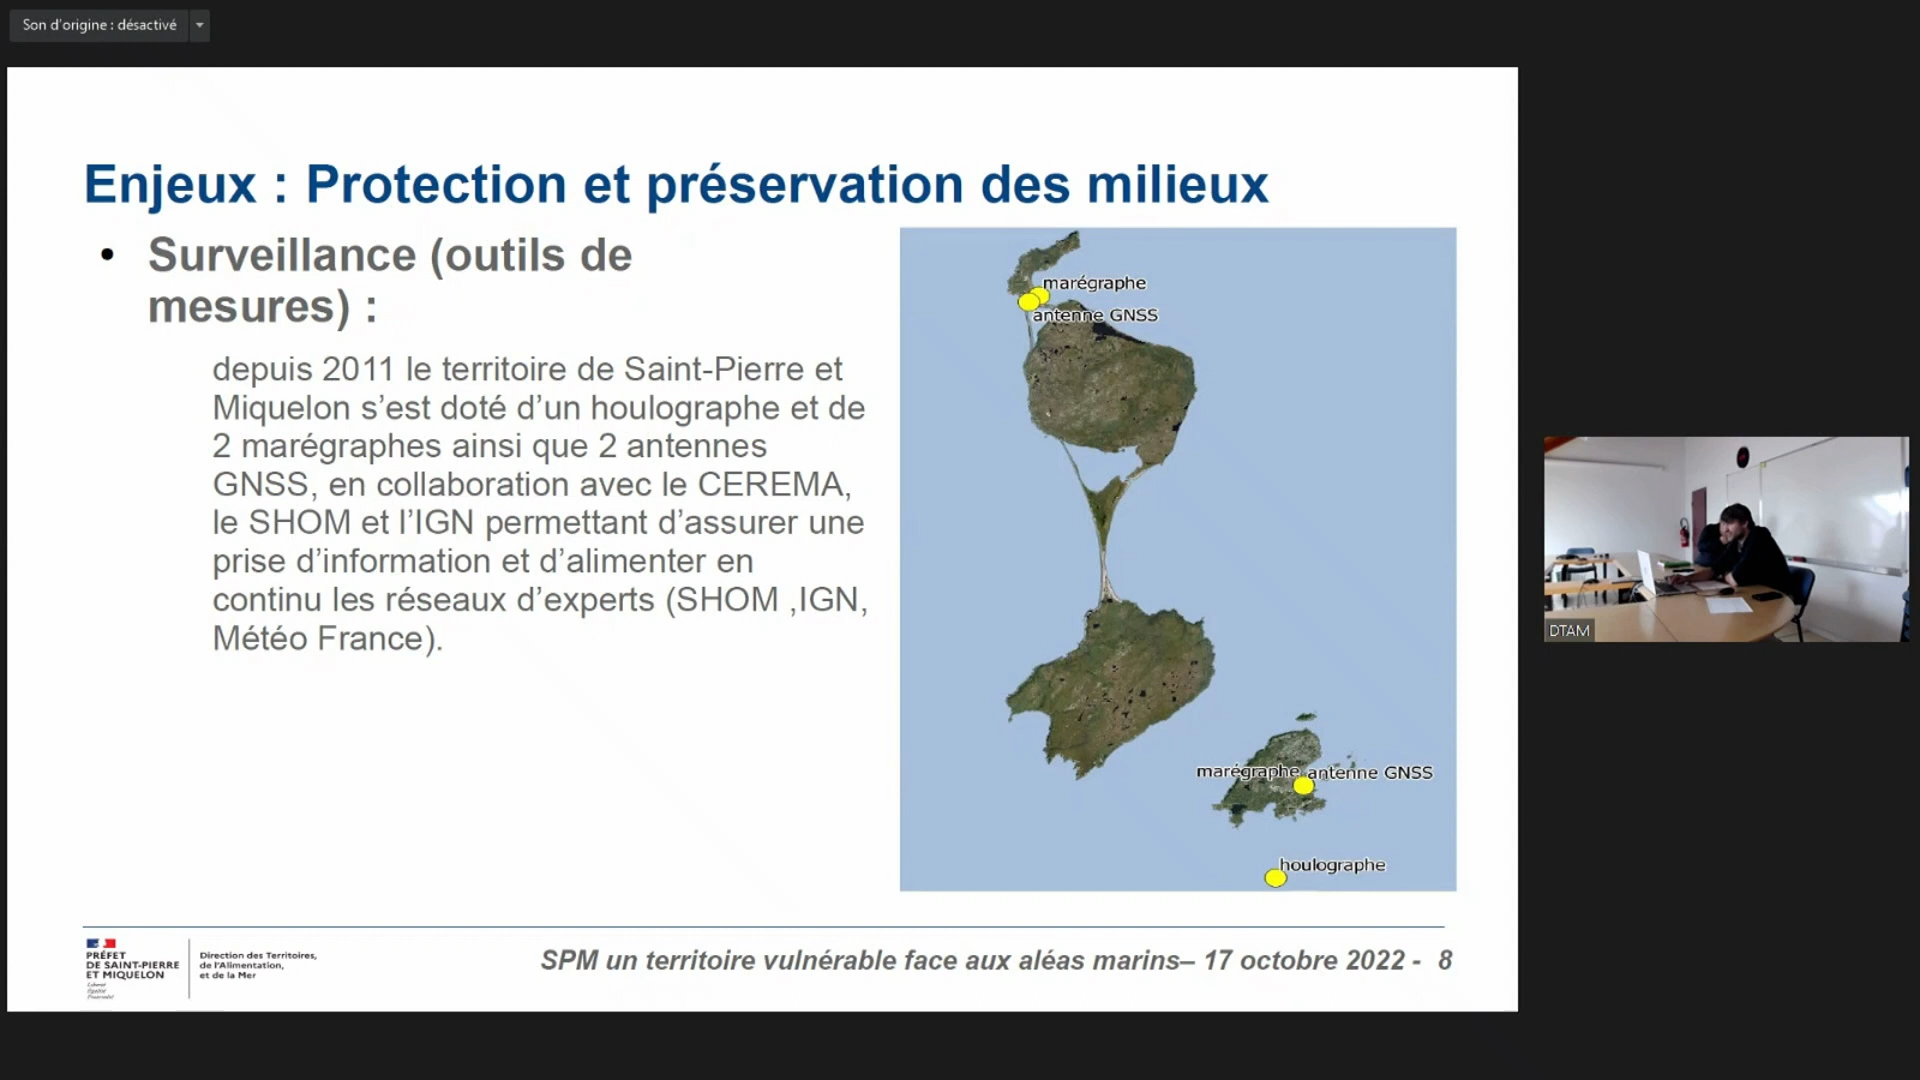 Son d'origine : désactivé
Enjeux : Protection et préservation des milieux
• Surveillance (outils de
mesures) :
depuis 2011 le territoire de Saint-Pierre et
Miquelon s’est doté d’un houlographe et de
2 marégraphes ainsi que 2 antennes
GNSS, en collaboration avec le CEREMA,
le SHOM et l’IGN permettant d’assurer une
prise d’information et d’alimenter en
continu les réseaux d’experts (SHOM ,IGN,
Météo France).
marégraphe
antenne GNSS
marégraphe
antenne GNSS
houlographe
DTAM
PRÉFET
DE SAINT-PIERRE
ET MIQUELON
Liberté
Égalité
Fraternité
Direction des Territoires,
de l'Alimentation,
et de la Mer
SPM un territoire vulnérable face aux aléas marins– 17 octobre 2022 - 8